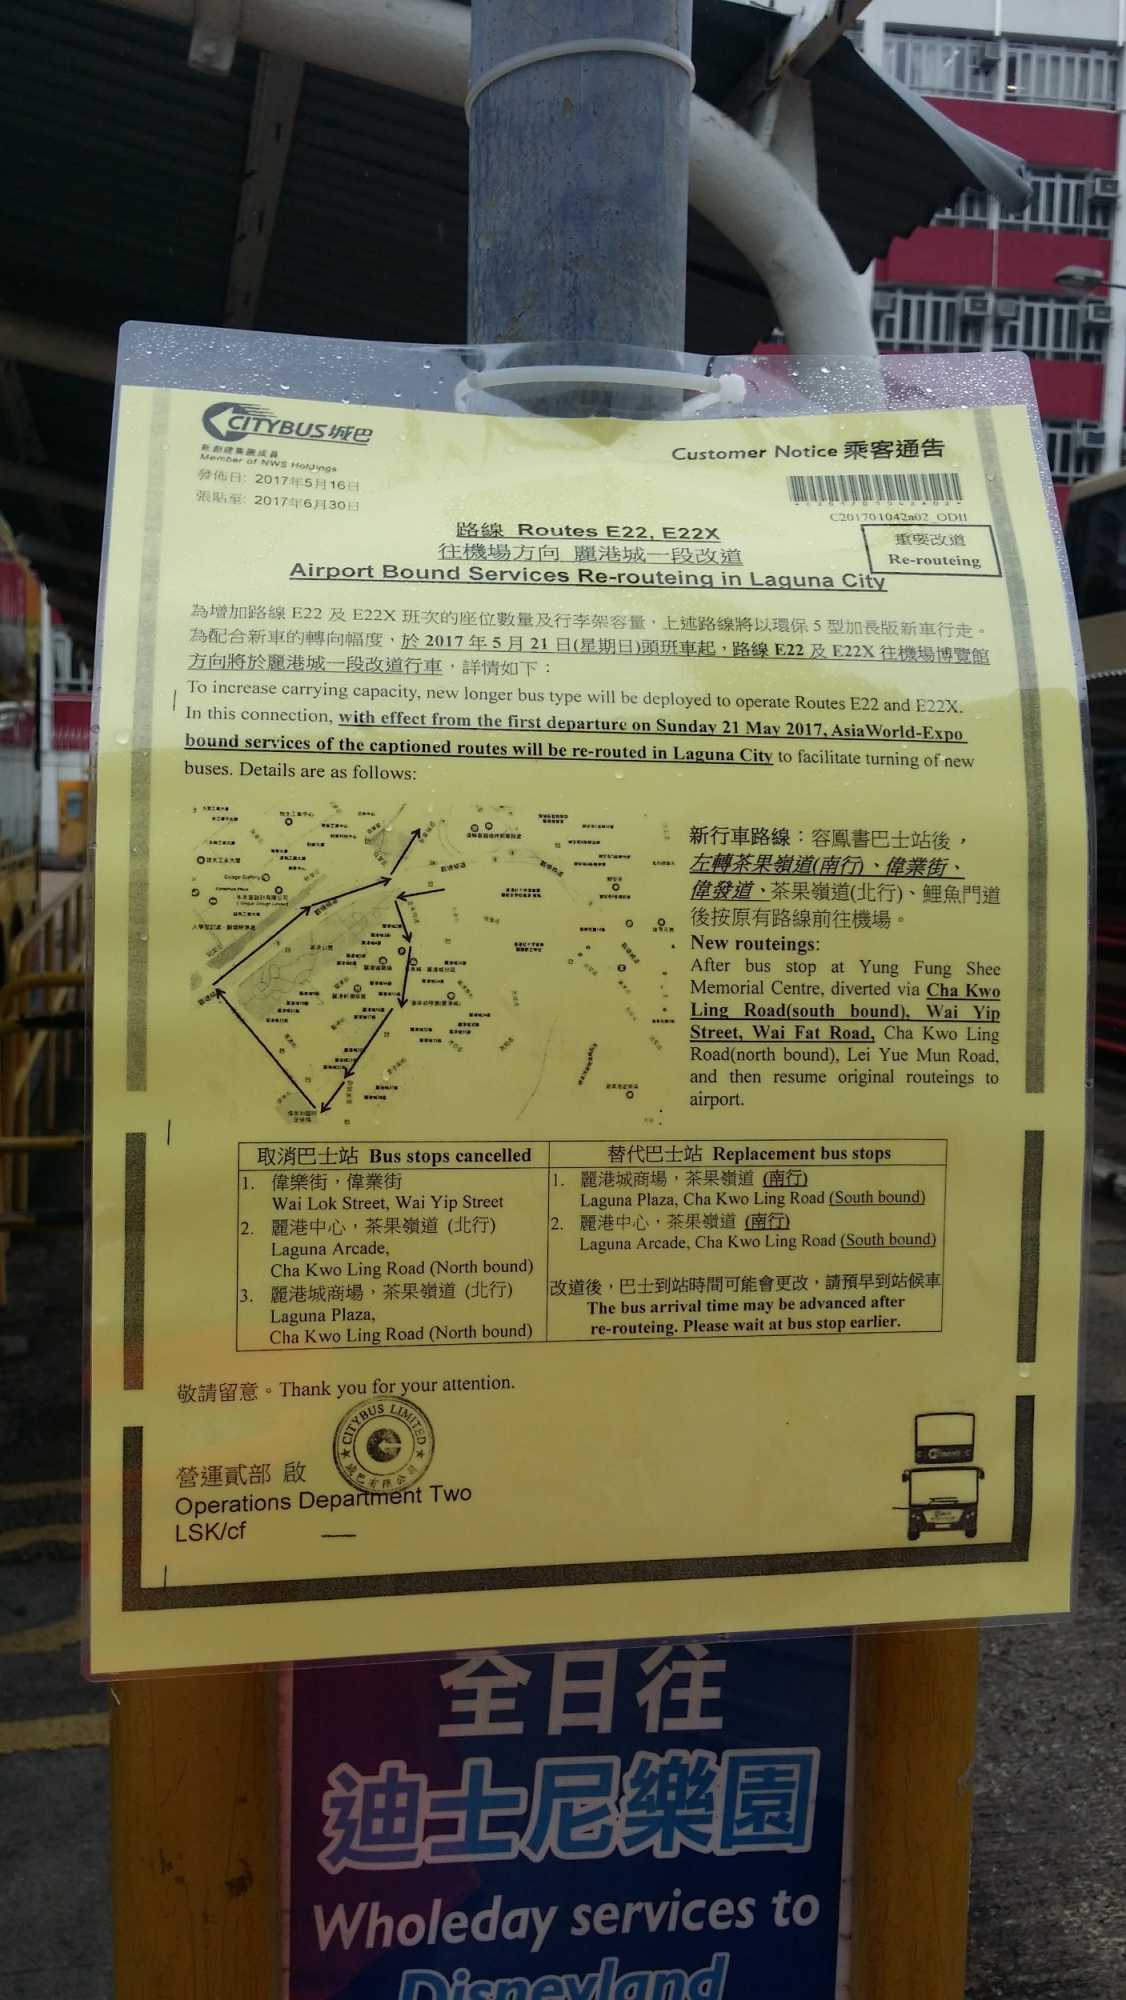 CITYBUS 城巴
新創建集團成員
Member of NWS Holdings
發佈日: 2017年5月16日
張貼至: 2017年6月30日
Customer Notice 乘客通告
C201701042a02_ODII
重要改道
Re-routeing
路線 Routes E22, E22X
往機場方向 麗港城一段改道
Airport Bound Services Re-routeing in Laguna City
為增加路線 E22 及 E22X 班次的座位數量及行李架容量，上述路線將以環保 5 型加長版新車行走。
為配合新車的轉向幅度，於 2017 年 5 月 21 日(星期日)頭班車起，路線 E22 及 E22X 往機場博覽館
方向將於麗港城一段改道行車，詳情如下：
To increase carrying capacity, new longer bus type will be deployed to operate Routes E22 and E22X.
In this connection, with effect from the first departure on Sunday 21 May 2017, AsiaWorld-Expo
bound services of the captioned routes will be re-routed in Laguna City to facilitate turning of new
buses. Details are as follows:
新行車路線：容鳳書巴士站後，
左轉茶果嶺道(南行)、偉業街、
偉發道、茶果嶺道(北行)、鯉魚門道
後按原有路線前往機場。
New routeings:
After bus stop at Yung Fung Shee
Memorial Centre, diverted via Cha Kwo
Ling Road(south bound), Wai Yip
Street, Wai Fat Road, Cha Kwo Ling
Road(north bound), Lei Yue Mun Road,
and then resume original routeings to
airport.
取消巴士站 Bus stops cancelled
1. 偉樂街，偉業街
Wai Lok Street, Wai Yip Street
2. 麗港中心，茶果嶺道 (北行)
Laguna Arcade,
Cha Kwo Ling Road (North bound)
3. 麗港城商場，茶果嶺道 (北行)
Laguna Plaza,
Cha Kwo Ling Road (North bound)
替代巴士站 Replacement bus stops
1. 麗港城商場，茶果嶺道 (南行)
Laguna Plaza, Cha Kwo Ling Road (South bound)
2. 麗港中心，茶果嶺道 (南行)
Laguna Arcade, Cha Kwo Ling Road (South bound)
改道後，巴士到站時間可能會更改，請預早到站候車
The bus arrival time may be advanced after
re-routeing. Please wait at bus stop earlier.
敬請留意。Thank you for your attention.
CITYBUS LIMITED
城巴有限公司
營運貳部 啟
Operations Department Two
LSK/cf
全日往
迪士尼樂園
Wholeday services to
Disneyland